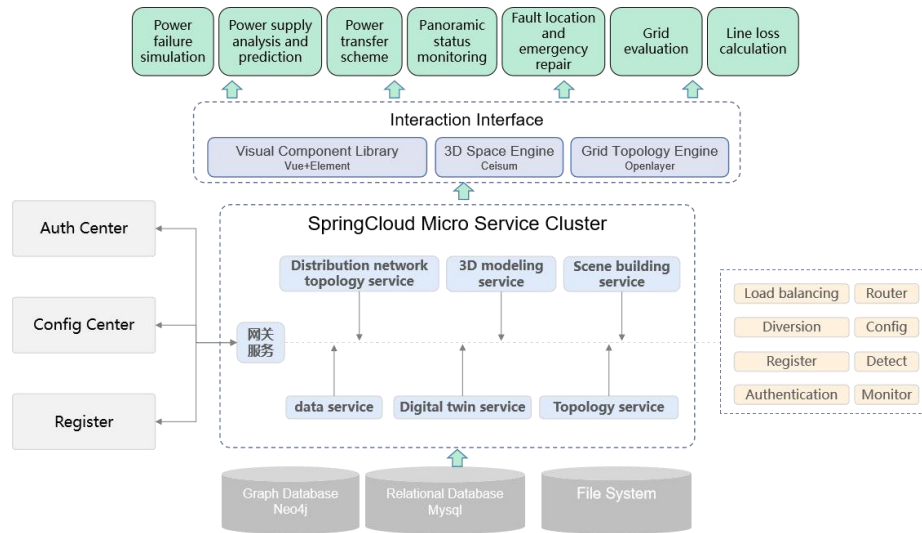 Power
failure
simulation
Power supply
analysis and
prediction
Power
transfer
scheme
Panoramic
status
monitoring
Fault location
and
emergency
repair
Grid
evaluation
Line loss
calculation
Interaction Interface
Visual Component Library
Vue+Element
3D Space Engine
Ceisum
Grid Topology Engine
Openlayer
SpringCloud Micro Service Cluster
Auth Center
Config Center
Register
网关
服务
Distribution network
topology service
3D modeling
service
Scene building
service
data service
Digital twin service
Topology service
Load balancing
Router
Diversion
Config
Register
Detect
Authentication
Monitor
Graph Database
Neo4j
Relational Database
Mysql
File System